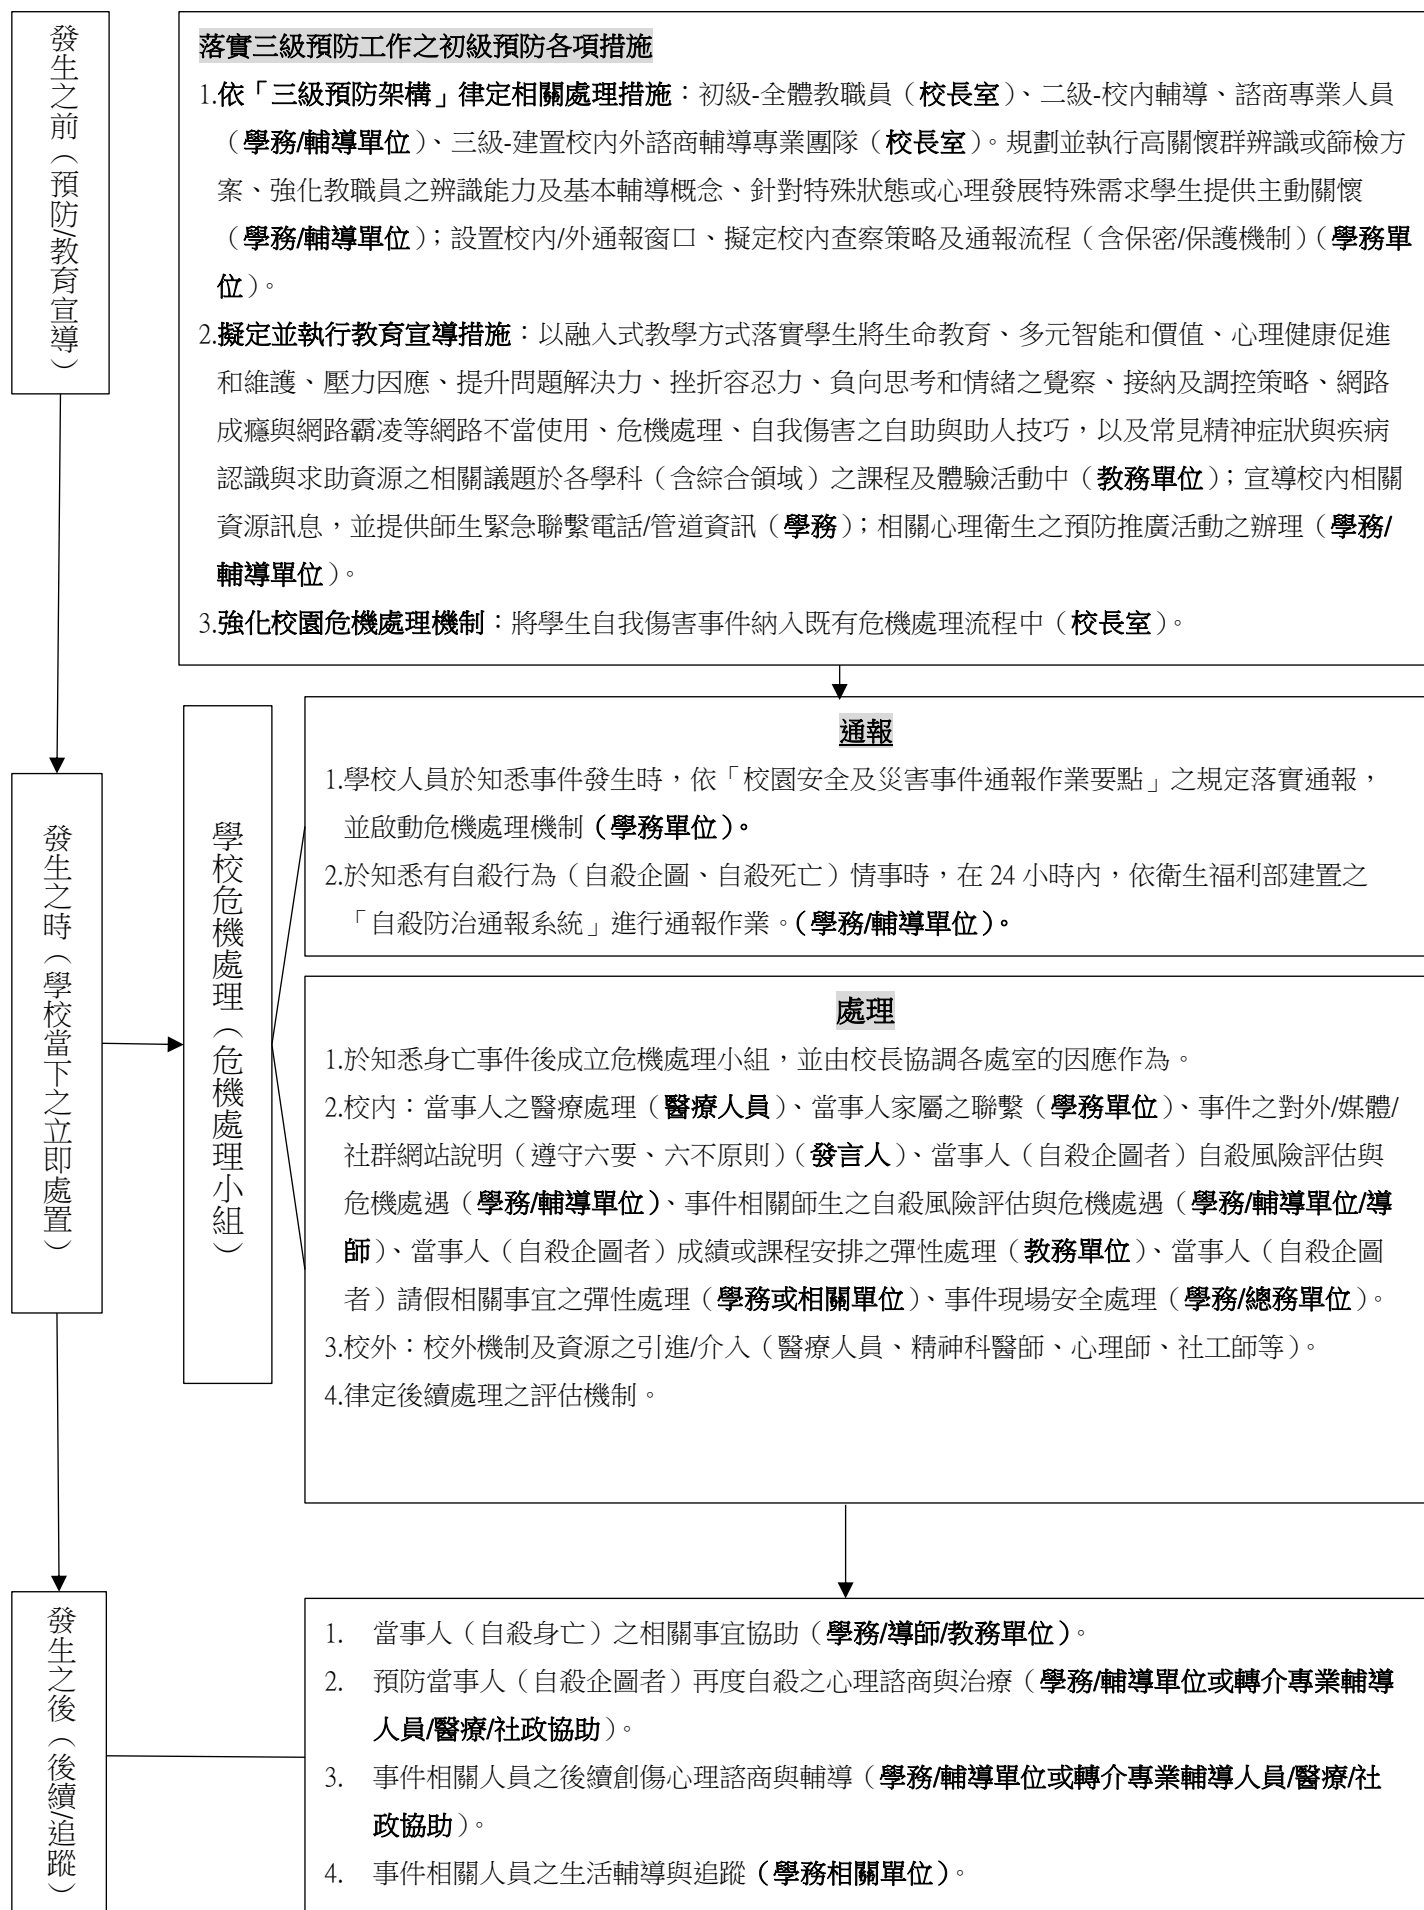 發生之前（預防/教育宣導）
落實三級預防工作之初級預防各項措施
1.依「三級預防架構」律定相關處理措施：初級-全體教職員（校長室）、二級-校內輔導、諮商專業人員
（學務/輔導單位）、三級-建置校內外諮商輔導專業團隊（校長室）。規劃並執行高關懷群辨識或篩檢方
案、強化教職員之辨識能力及基本輔導概念、針對特殊狀態或心理發展特殊需求學生提供主動關懷
（學務/輔導單位）；設置校內/外通報窗口、擬定校內查察策略及通報流程（含保密/保護機制）（學務單
位）。
2.擬定並執行教育宣導措施：以融入式教學方式落實學生將生命教育、多元智能和價值、心理健康促進
和維護、壓力因應、提升問題解決力、挫折容忍力、負向思考和情緒之覺察、接納及調控策略、網路
成癮與網路霸凌等網路不當使用、危機處理、自我傷害之自助與助人技巧，以及常見精神症狀與疾病
認識與求助資源之相關議題於各學科（含綜合領域）之課程及體驗活動中（教務單位）；宣導校內相關
資源訊息，並提供師生緊急聯繫電話/管道資訊（學務）；相關心理衛生之預防推廣活動之辦理（學務/
輔導單位）。
3.強化校園危機處理機制：將學生自我傷害事件納入既有危機處理流程中（校長室）。
發生之時（學校當下之立即處置）
學校危機處理（危機處理小組）
通報
1.學校人員於知悉事件發生時，依「校園安全及災害事件通報作業要點」之規定落實通報，
並啟動危機處理機制（學務單位）。
2.於知悉有自殺行為（自殺企圖、自殺死亡）情事時，在 24 小時內，依衛生福利部建置之
「自殺防治通報系統」進行通報作業。（學務/輔導單位）。
處理
1.於知悉身亡事件後成立危機處理小組，並由校長協調各處室的因應作為。
2.校內：當事人之醫療處理（醫療人員）、當事人家屬之聯繫（學務單位）、事件之對外/媒體/
社群網站說明（遵守六要、六不原則）（發言人）、當事人（自殺企圖者）自殺風險評估與
危機處遇（學務/輔導單位）、事件相關師生之自殺風險評估與危機處遇（學務/輔導單位/導
師）、當事人（自殺企圖者）成績或課程安排之彈性處理（教務單位）、當事人（自殺企圖
者）請假相關事宜之彈性處理（學務或相關單位）、事件現場安全處理（學務/總務單位）。
3.校外：校外機制及資源之引進/介入（醫療人員、精神科醫師、心理師、社工師等）。
4.律定後續處理之評估機制。
發生之後（後續/追蹤）
1. 當事人（自殺身亡）之相關事宜協助（學務/導師/教務單位）。
2. 預防當事人（自殺企圖者）再度自殺之心理諮商與治療（學務/輔導單位或轉介專業輔導
人員/醫療/社政協助）。
3. 事件相關人員之後續創傷心理諮商與輔導（學務/輔導單位或轉介專業輔導人員/醫療/社
政協助）。
4. 事件相關人員之生活輔導與追蹤（學務相關單位）。